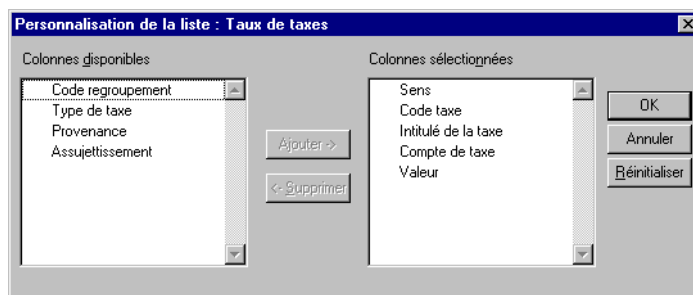 Personnalisation de la liste : Taux de taxes
Colonnes disponibles
Code regroupement
Type de taxe
Provenance
Assujettissement
Ajouter ->
<- Supprimer
Colonnes sélectionnées
Sens
Code taxe
Intitulé de la taxe
Compte de taxe
Valeur
OK
Annuler
Réinitialiser